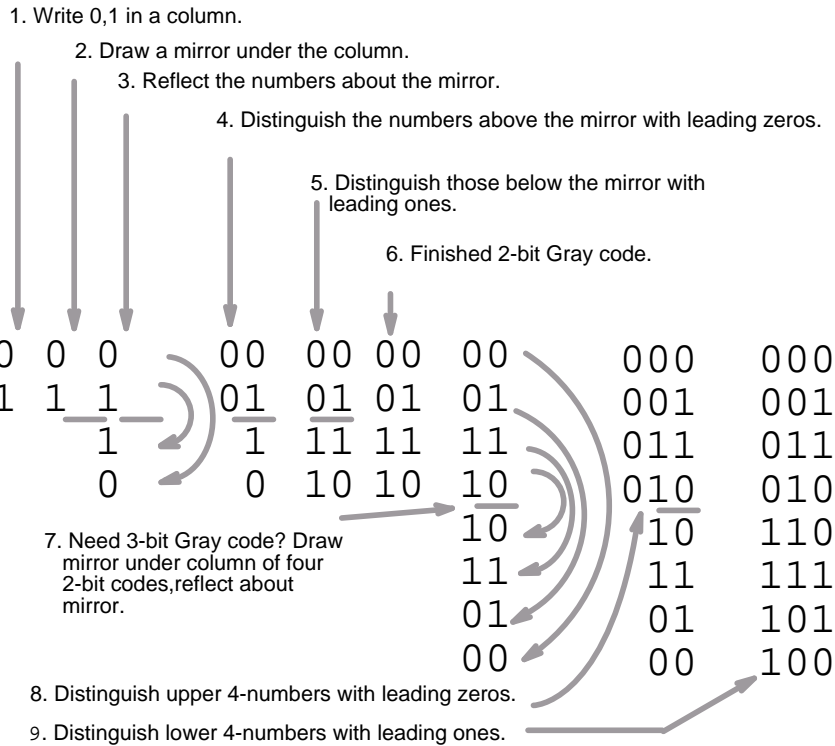 1. Write 0,1 in a column.
2. Draw a mirror under the column.
3. Reflect the numbers about the mirror.
4. Distinguish the numbers above the mirror with leading zeros.
5. Distinguish those below the mirror with
leading ones.
6. Finished 2-bit Gray code.
0 0 0 00 00 00 00 000 000
1 1 1 01 01 01 01 001 001
1 1 11 11 11 011 011
0 0 10 10 10 010 010
10 10 110
11 11 111
01 01 101
00 00 100
7. Need 3-bit Gray code? Draw
mirror under column of four
2-bit codes,reflect about
mirror.
8. Distinguish upper 4-numbers with leading zeros.
9. Distinguish lower 4-numbers with leading ones.